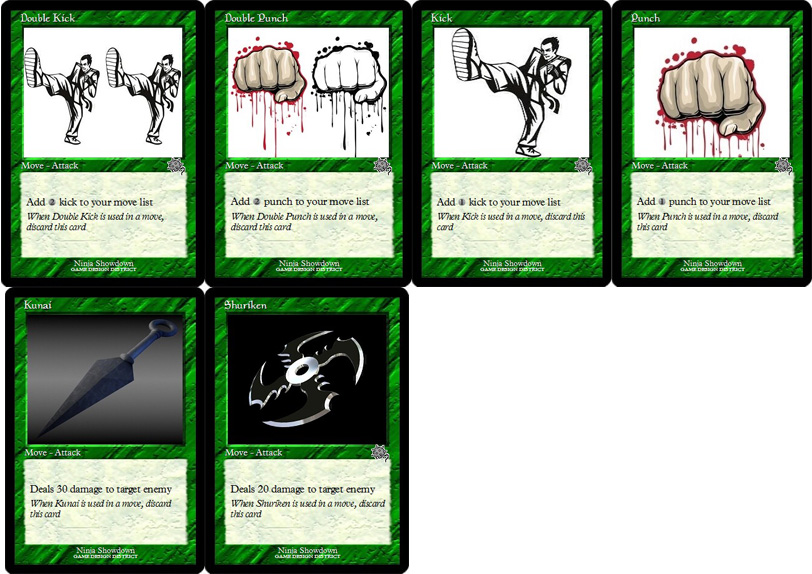 Double Kick
Move - Attack
Add 2 kick to your move list
When Double Kick is used in a move,
discard this card
Ninja Showdown
GAME DESIGN DISTRICT
Double Punch
Move - Attack
Add 2 punch to your move list
When Double Punch is used in a move,
discard this card
Ninja Showdown
GAME DESIGN DISTRICT
Kick
Move - Attack
Add 1 kick to your move list
When Kick is used in a move, discard this
card
Ninja Showdown
GAME DESIGN DISTRICT
Punch
Move - Attack
Add 1 punch to your move list
When Punch is used in a move, discard this
card
Ninja Showdown
GAME DESIGN DISTRICT
Kunai
Move - Attack
Deals 30 damage to target enemy
When Kunai is used in a move, discard
this card
Ninja Showdown
GAME DESIGN DISTRICT
Shuriken
Move - Attack
Deals 20 damage to target enemy
When Shuriken is used in a move, discard
this card
Ninja Showdown
GAME DESIGN DISTRICT